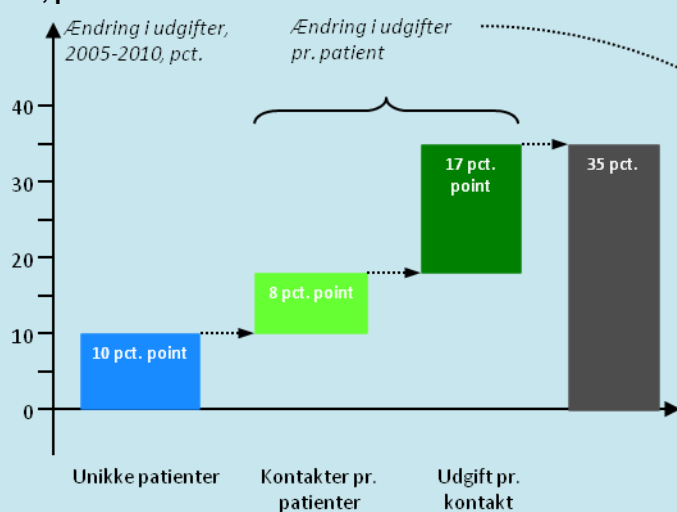 Ændring i udgifter,
2005-2010, pct.
Ændring i udgifter
pr. patient
40
30
20
10
0
10 pct. point
8 pct. point
17 pct.
point
35 pct.
Unikke patienter
Kontakter pr.
patienter
Udgift pr.
kontakt